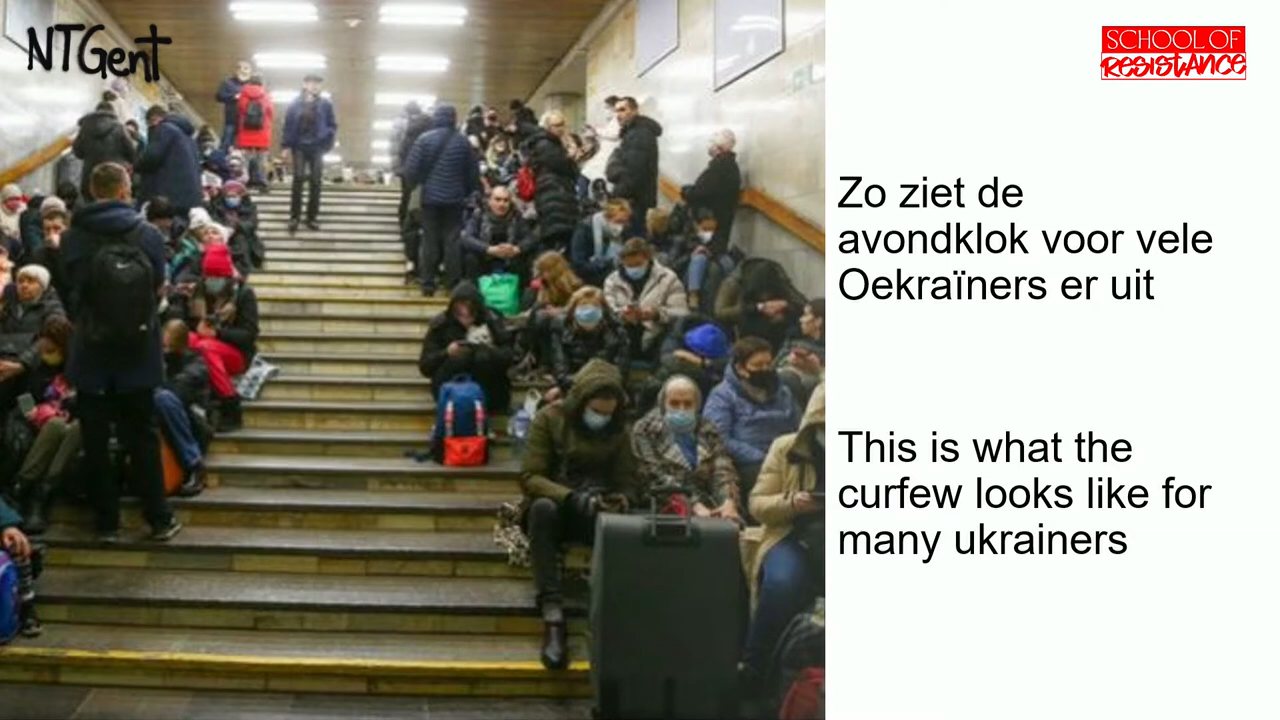 NTGent
SCHOOL OF
RESISTANCE
Zo ziet de
avondklok voor vele
Oekraïners er uit
This is what the
curfew looks like for
many ukrainers